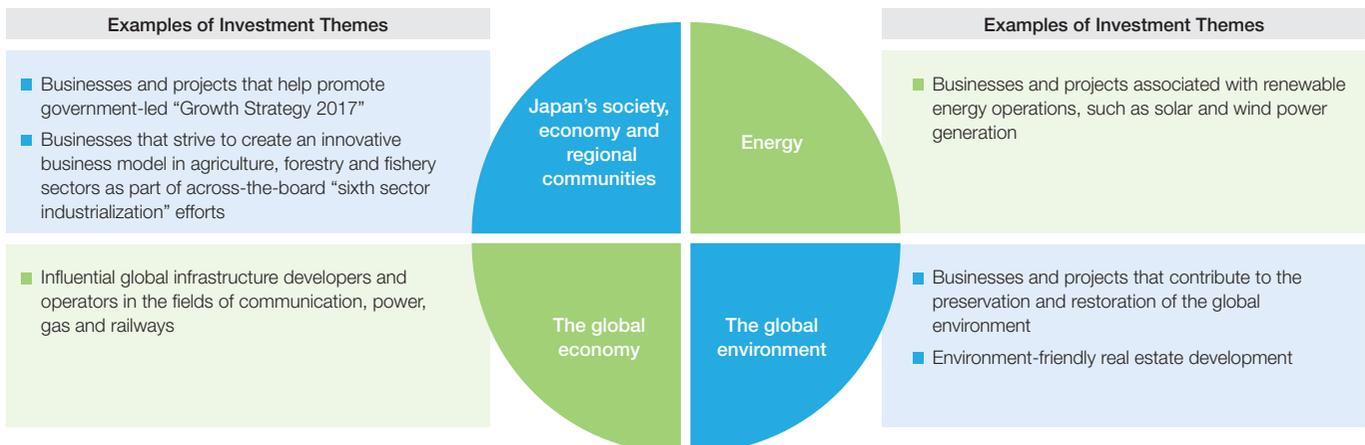 Examples of Investment Themes
Businesses and projects that help promote
government-led “Growth Strategy 2017”
Businesses that strive to create an innovative
business model in agriculture, forestry and fishery
sectors as part of across-the-board “sixth sector
industrialization” efforts
Japan’s society,
economy and
regional
communities
Energy
Examples of Investment Themes
Businesses and projects associated with renewable
energy operations, such as solar and wind power
generation
Influential global infrastructure developers and
operators in the fields of communication, power,
gas and railways
The global
economy
The global
environment
Businesses and projects that contribute to the
preservation and restoration of the global
environment
Environment-friendly real estate development